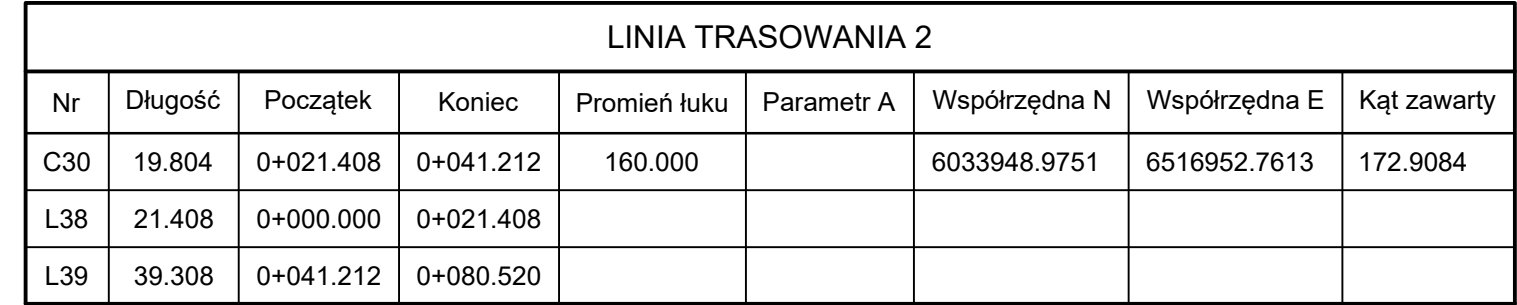 LINIA TRASOWANIA 2
Nr Długość Początek Koniec Promień łuku Parametr A Współrzędna N Współrzędna E Kąt zawarty
C30 19.804 0+021.408 0+041.212 160.000 6033948.9751 6516952.7613 172.9084
L38 21.408 0+000.000 0+021.408
L39 39.308 0+041.212 0+080.520